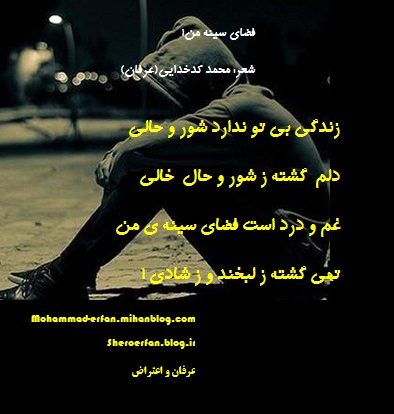 فضای سینه من!
شعر: محمد کدخدایی(عرفان)
زندگی بی تو ندارد شور و حالی
دلم گشته ز شور و حال خالی
غم و درد است فضای سینه ی من
تهی گشته ز لبخند و ز شادی !
Mohammad-erfan.mihanblog.com
Sheroerfan.blog.ir
عرفان و اعتراض